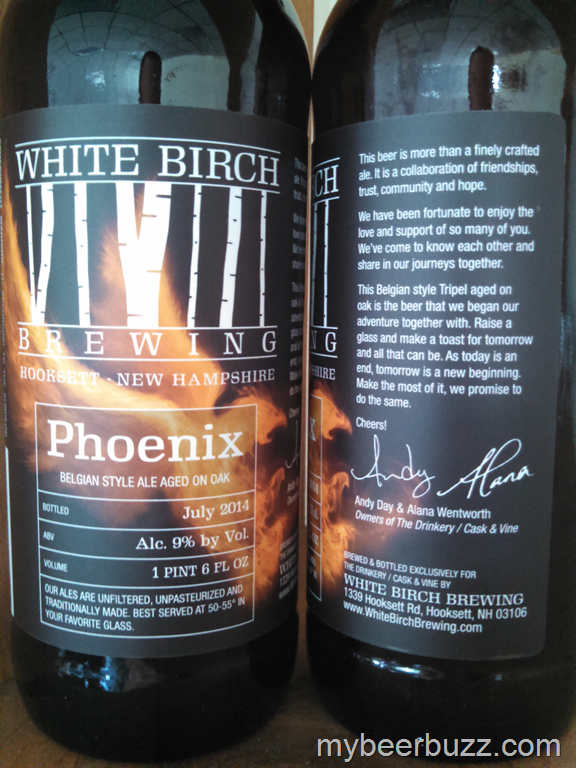 WHITE BIRCH
BREWING
HOOKSETT · NEW HAMPSHIRE
Phoenix
BELGIAN STYLE ALE AGED ON OAK
BOTTLED July 2014
ABV Alc. 9% by Vol.
VOLUME 1 PINT 6 FL OZ
OUR ALES ARE UNFILTERED, UNPASTEURIZED AND
TRADITIONALLY MADE. BEST SERVED AT 50-55° IN
YOUR FAVORITE GLASS.
This beer is more than a finely crafted
ale. It is a collaboration of friendships,
trust, community and hope.
We have been fortunate to enjoy the
love and support of so many of you.
We've come to know each other and
share in our journeys together.
This Belgian style Tripel aged on
oak is the beer that we began our
adventure together with. Raise a
glass and make a toast for tomorrow
and all that can be. As today is an
end, tomorrow is a new beginning.
Make the most of it, we promise to
do the same.
Cheers!
Andy Alana
Andy Day & Alana Wentworth
Owners of The Drinkery / Cask & Vine
BREWED & BOTTLED EXCLUSIVELY FOR
THE DRINKERY / CASK & VINE BY
WHITE BIRCH BREWING
1339 Hooksett Rd, Hooksett, NH 03106
www.WhiteBirchBrewing.com
mybeerbuzz.com